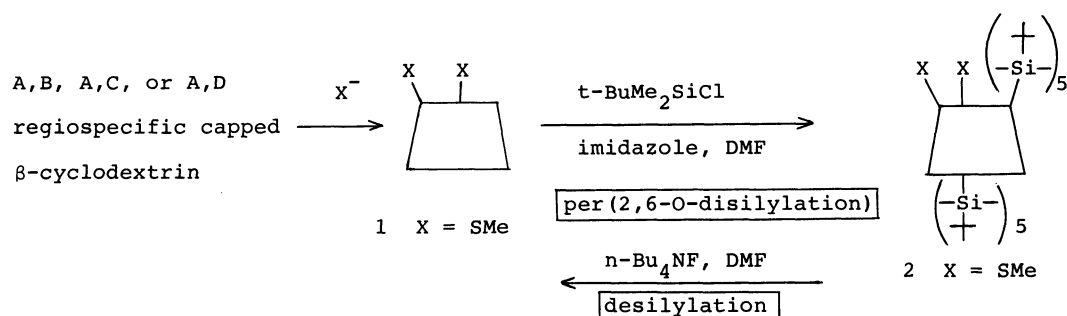 A,B, A,C, or A,D
regiospecific capped
β-cyclodextrin
X⁻
X X
1 X = SMe
t-BuMe₂SiCl
imidazole, DMF
per(2,6-O-disilylation)
n-Bu₄NF, DMF
desilylation
X X
(-Si-)₅
(-Si-)₅
2 X = SMe